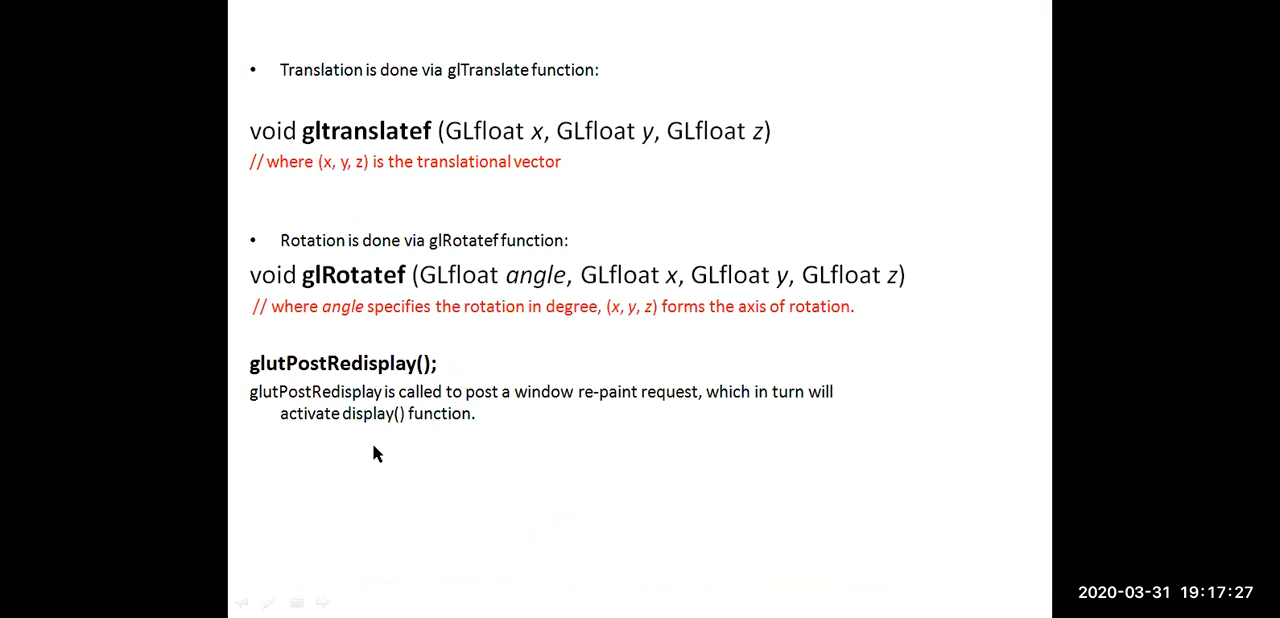 • Translation is done via glTranslate function:
void gltranslatef (GLfloat x, GLfloat y, GLfloat z)
// where (x, y, z) is the translational vector
• Rotation is done via glRotatef function:
void glRotatef (GLfloat angle, GLfloat x, GLfloat y, GLfloat z)
// where angle specifies the rotation in degree, (x, y, z) forms the axis of rotation.
glutPostRedisplay();
glutPostRedisplay is called to post a window re-paint request, which in turn will
activate display() function.
2020-03-31 19:17:27